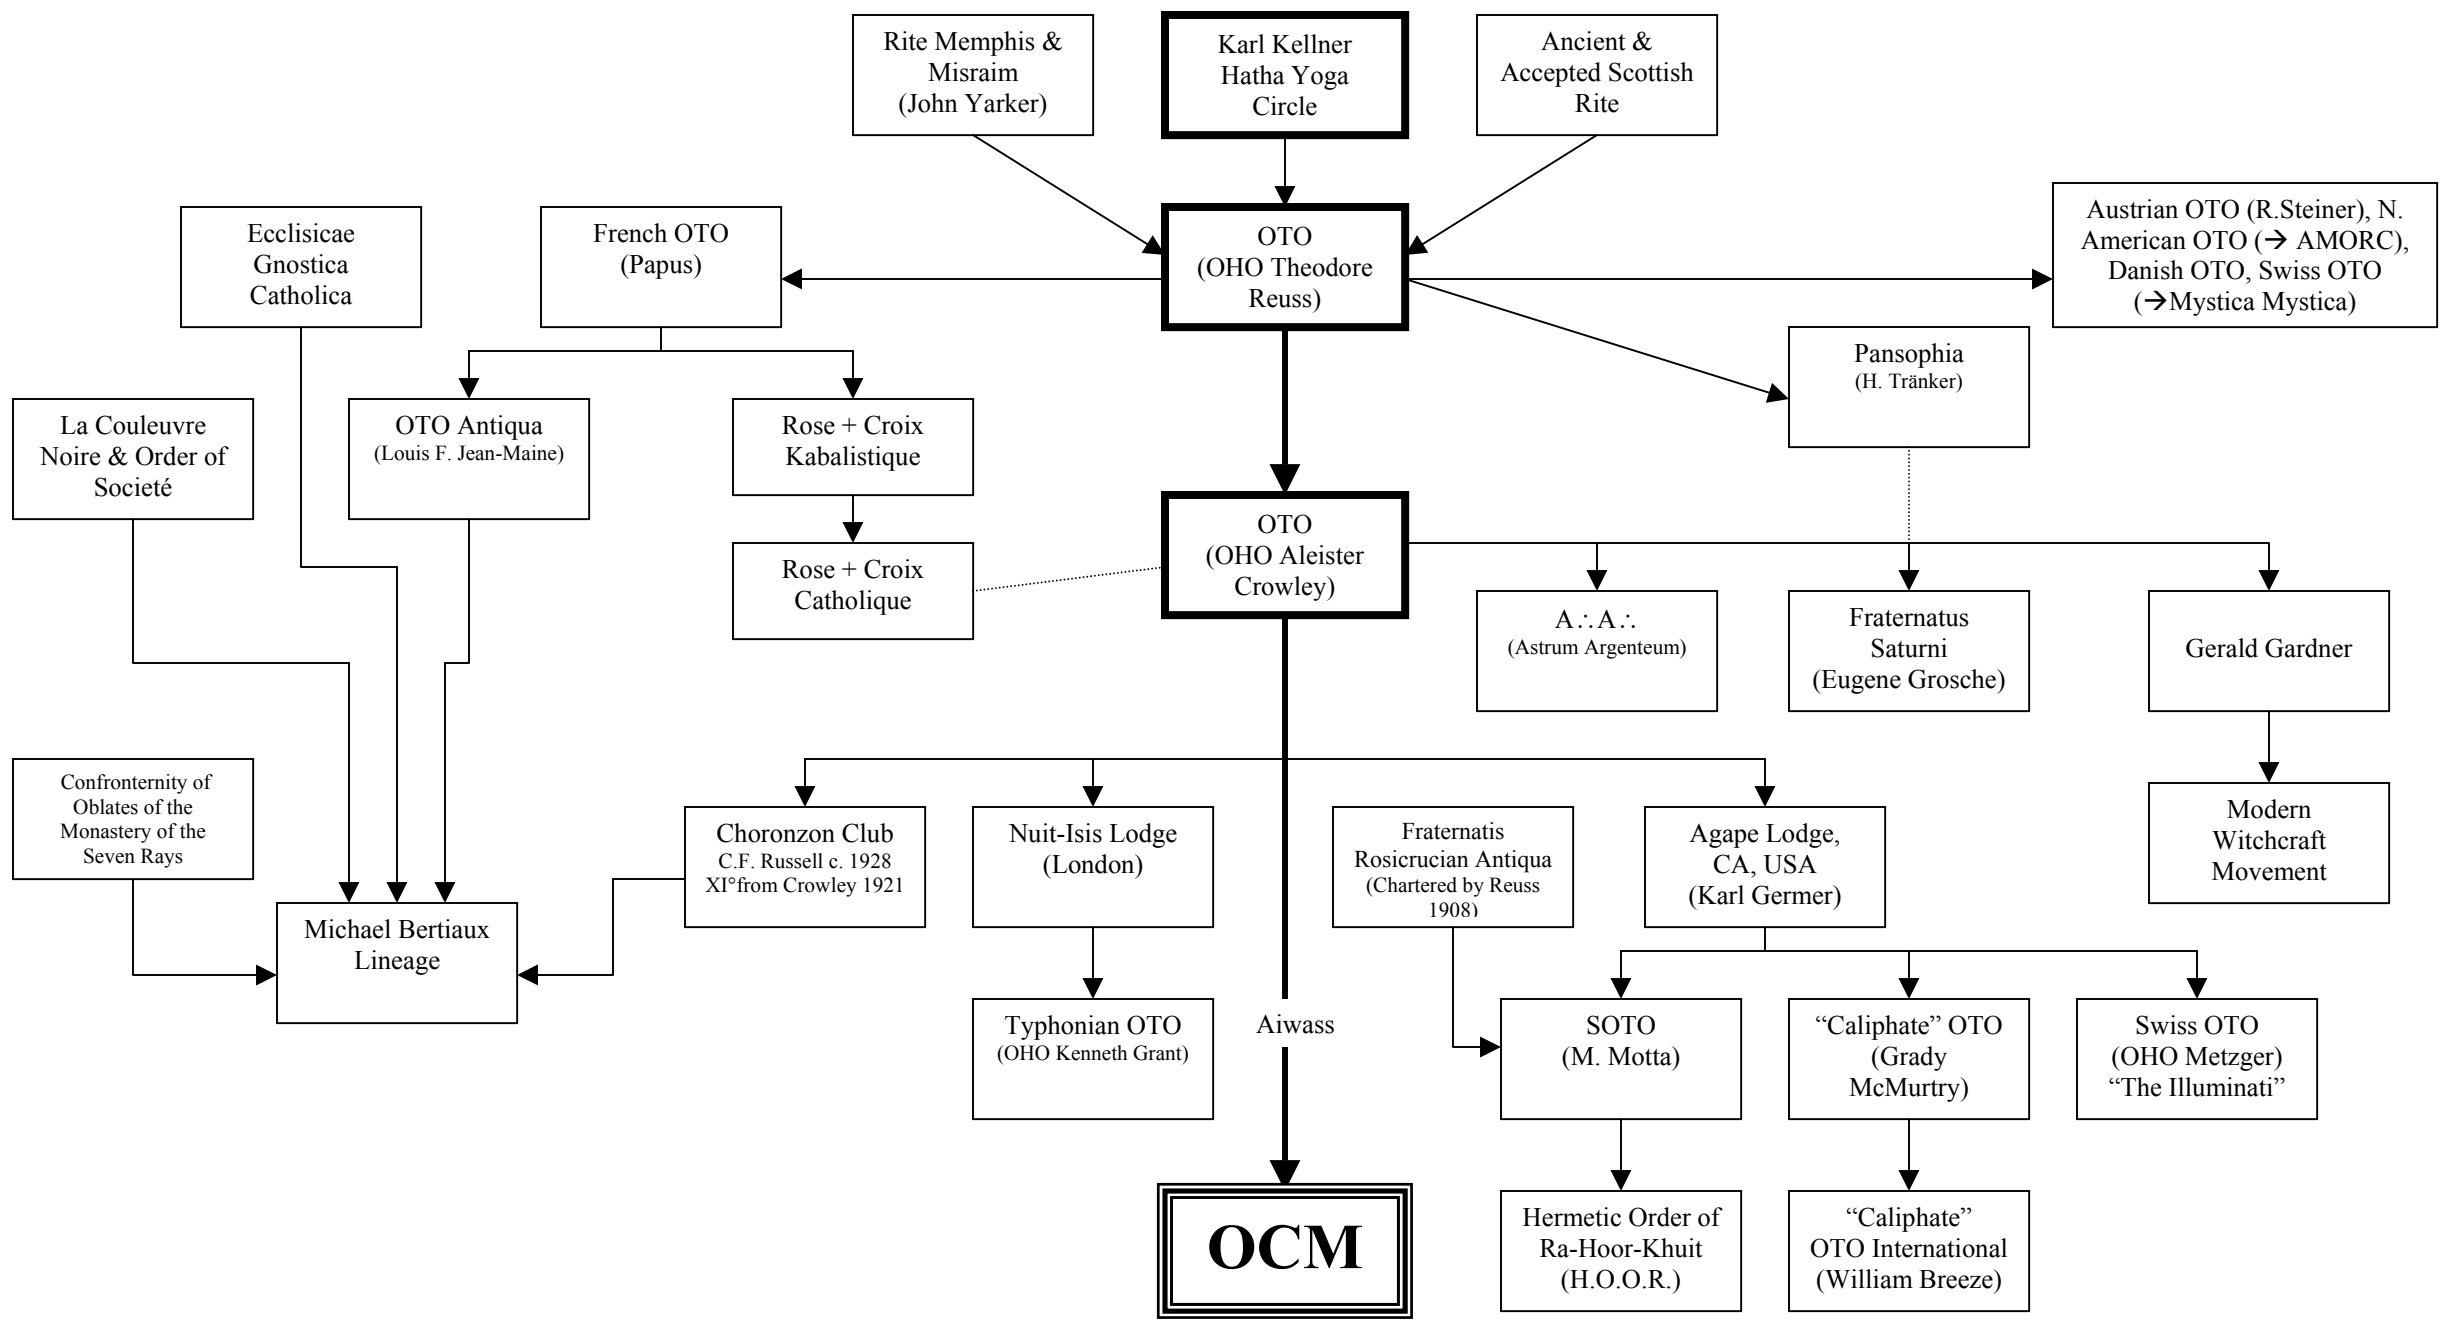 Rite Memphis &
Misraim
(John Yarker)
Karl Kellner
Hatha Yoga
Circle
Ancient &
Accepted Scottish
Rite
Ecclisicae
Gnostica
Catholica
French OTO
(Papus)
OTO
(OHO Theodore
Reuss)
Austrian OTO (R.Steiner), N.
American OTO (→ AMORC),
Danish OTO, Swiss OTO
(→Mystica Mystica)
Pansophia
(H. Tränker)
La Couleuvre
Noire & Order of
Societé
OTO Antiqua
(Louis F. Jean-Maine)
Rose + Croix
Kabalistique
OTO
(OHO Aleister
Crowley)
Rose + Croix
Catholique
A∴A∴
(Astrum Argenteum)
Fraternatus
Saturni
(Eugene Grosche)
Gerald Gardner
Confronternity of
Oblates of the
Monastery of the
Seven Rays
Choronzon Club
C.F. Russell c. 1928
XI°from Crowley 1921
Nuit-Isis Lodge
(London)
Fraternatis
Rosicrucian Antiqua
(Chartered by Reuss
1908)
Agape Lodge,
CA, USA
(Karl Germer)
Modern
Witchcraft
Movement
Michael Bertiaux
Lineage
Typhonian OTO
(OHO Kenneth Grant)
Aiwass
SOTO
(M. Motta)
“Caliphate” OTO
(Grady
McMurtry)
Swiss OTO
(OHO Metzger)
“The Illuminati”
OCM
Hermetic Order of
Ra-Hoor-Khuit
(H.O.O.R.)
“Caliphate”
OTO International
(William Breeze)